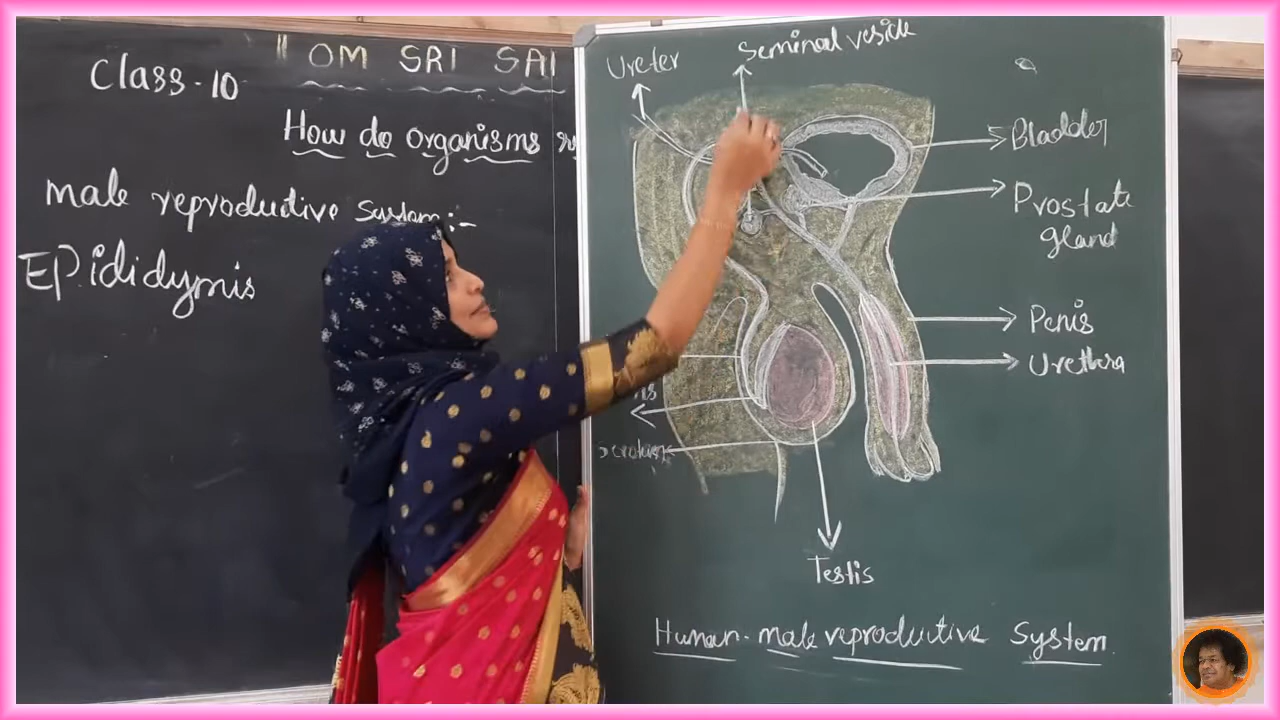 " OM SRI SAI
Class-10
How do organisms
male reproductive System:-
Epididymis
Ureter
Seminal vesicle
Bladder
Prostate
gland
Penis
Urethra
Scrotum
Testis
Human-male reproductive System.